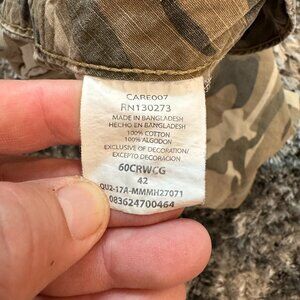 CARE007
RN130273
MADE IN BANGLADESH
HECHO EN BANGLADESH
100% COTTON
100% ALGODON
EXCLUSIVE OF DECORATION/
EXCEPTO DECORACION
60CRWCG
42
QU2-17A-MMMH27071
083624700464